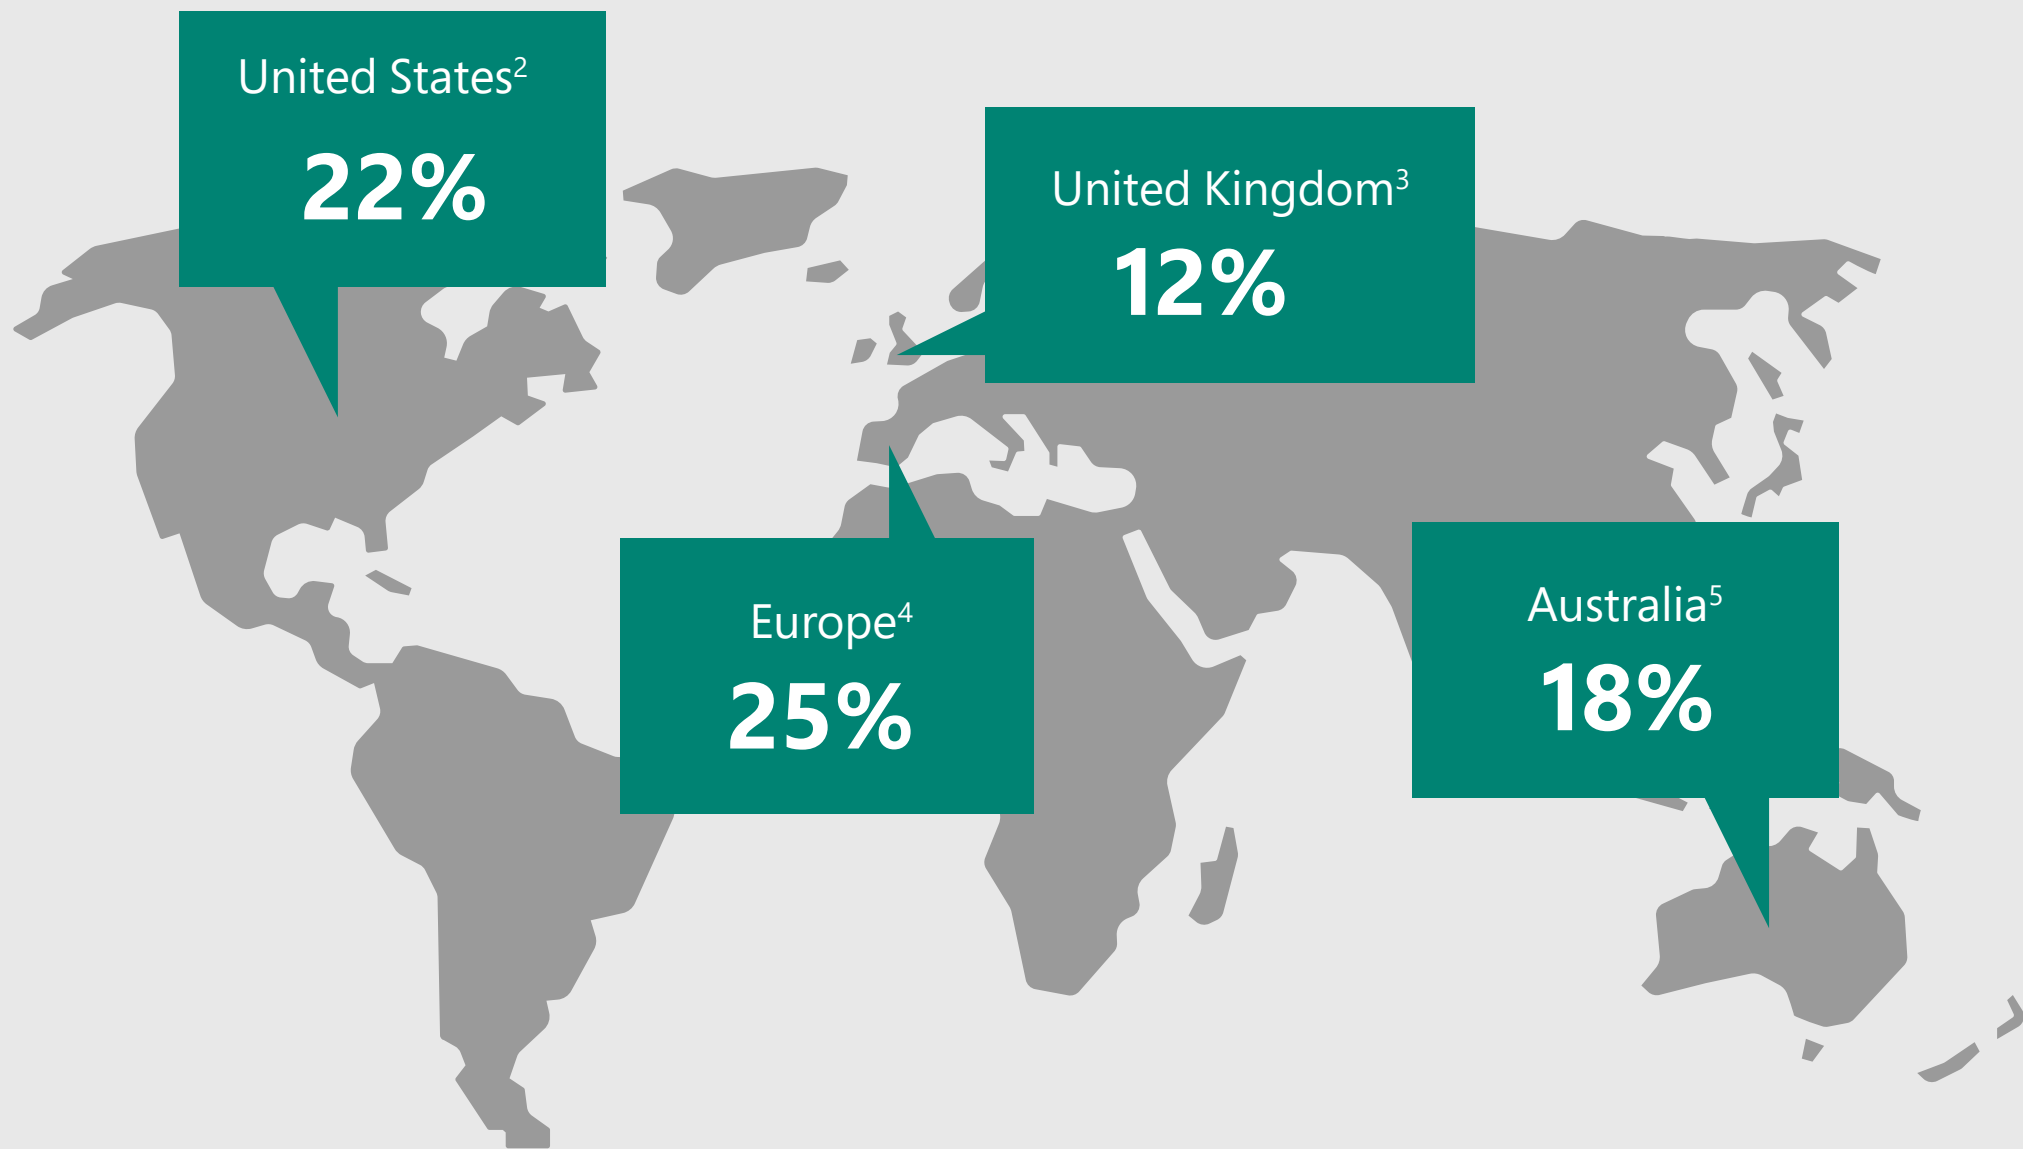 United States²
22%
United Kingdom³
12%
Europe⁴
25%
Australia⁵
18%